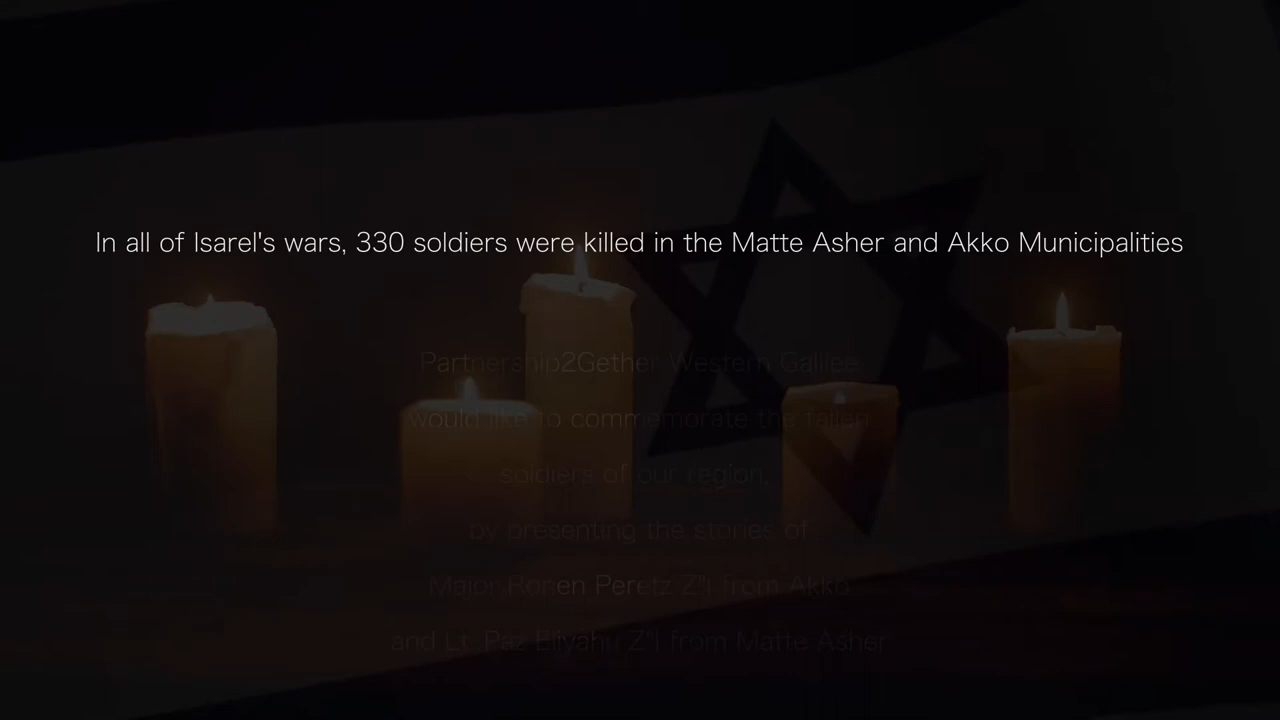 In all of Isarel's wars, 330 soldiers were killed in the Matte Asher and Akko Municipalities
Partnership2Gether Western Galilee
would like to commemorate the fallen
soldiers of our region,
by presenting the stories of
Major Ronen Peretz Z"l from Akko
and Lt. Paz Eliyahu Z"l from Matte Asher